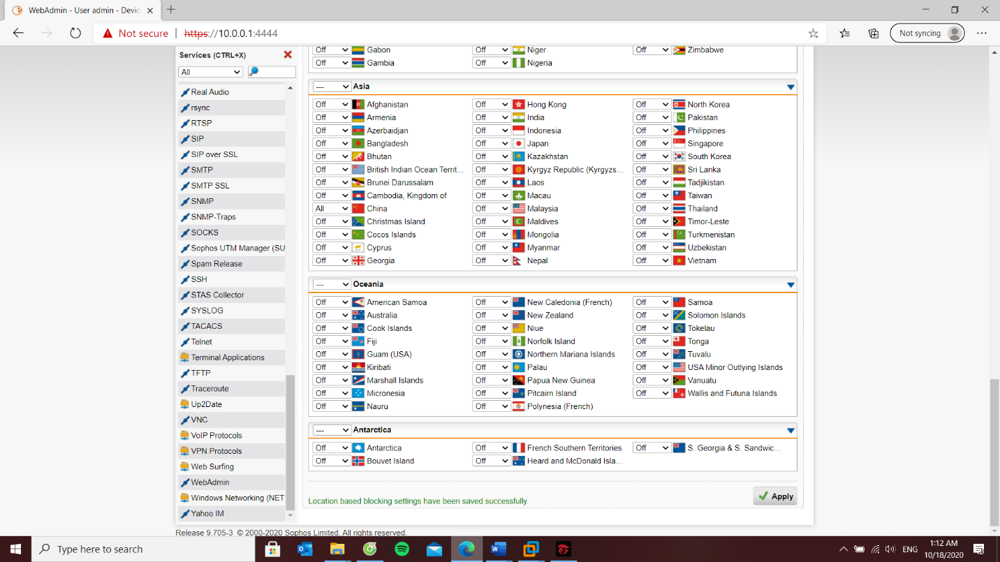 WebAdmin - User admin - Devic
Not secure
https://10.0.0.1:4444
Not syncing
Services (CTRL+X)
All
Real Audio
rsync
RTSP
SIP
SIP over SSL
SMTP
SMTP SSL
SNMP
SNMP-Traps
SOCKS
Sophos UTM Manager (SU
Spam Release
SSH
STAS Collector
SYSLOG
TACACS
Telnet
Terminal Applications
TFTP
Traceroute
Up2Date
VNC
VoIP Protocols
VPN Protocols
Web Surfing
WebAdmin
Windows Networking (NET
Yahoo IM
Off Gabon Off Niger Off Zimbabwe
Off Gambia Off Nigeria
--- Asia
Off Afghanistan Off Hong Kong Off North Korea
Off Armenia Off India Off Pakistan
Off Azerbaidjan Off Indonesia Off Philippines
Off Bangladesh Off Japan Off Singapore
Off Bhutan Off Kazakhstan Off South Korea
Off British Indian Ocean Territ... Off Kyrgyz Republic (Kyrgyzs... Off Sri Lanka
Off Brunei Darussalam Off Laos Off Tadjikistan
Off Cambodia, Kingdom of Off Macau Off Taiwan
All China Off Malaysia Off Thailand
Off Christmas Island Off Maldives Off Timor-Leste
Off Cocos Islands Off Mongolia Off Turkmenistan
Off Cyprus Off Myanmar Off Uzbekistan
Off Georgia Off Nepal Off Vietnam
--- Oceania
Off American Samoa Off New Caledonia (French) Off Samoa
Off Australia Off New Zealand Off Solomon Islands
Off Cook Islands Off Niue Off Tokelau
Off Fiji Off Norfolk Island Off Tonga
Off Guam (USA) Off Northern Mariana Islands Off Tuvalu
Off Kiribati Off Palau Off USA Minor Outlying Islands
Off Marshall Islands Off Papua New Guinea Off Vanuatu
Off Micronesia Off Pitcairn Island Off Wallis and Futuna Islands
Off Nauru Off Polynesia (French)
--- Antarctica
Off Antarctica Off French Southern Territories Off S. Georgia & S. Sandwic...
Off Bouvet Island Off Heard and McDonald Isla...
Location based blocking settings have been saved successfully.
Apply
Release 9.705-3 © 2000-2020 Sophos Limited. All rights reserved.
Type here to search
ENG
1:12 AM
10/18/2020